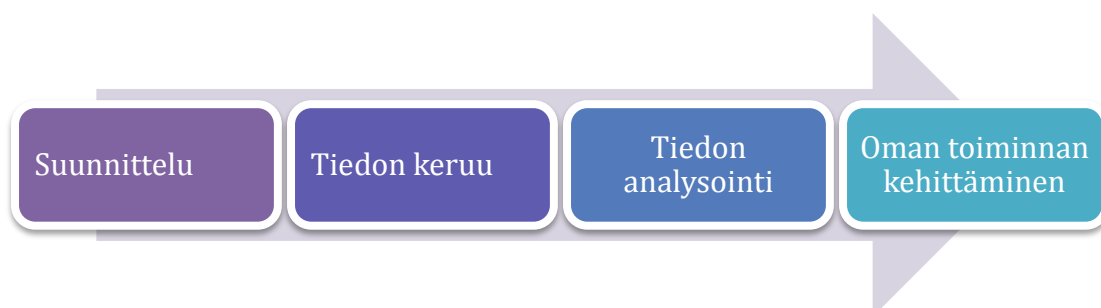 Suunnittelu
Tiedon keruu
Tiedon
analysointi
Oman toiminnan
kehittäminen